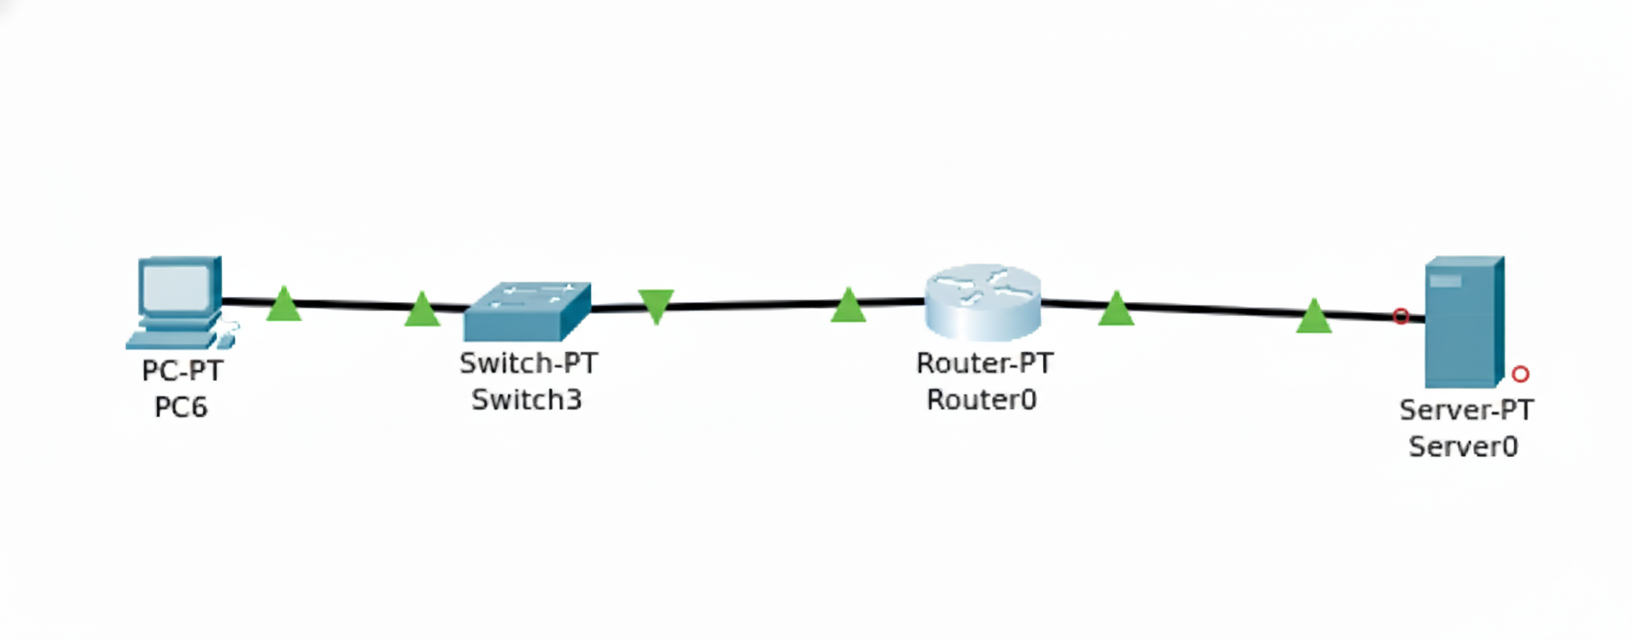 PC-PT
PC6
Switch-PT
Switch3
Router-PT
Router0
Server-PT
Server0